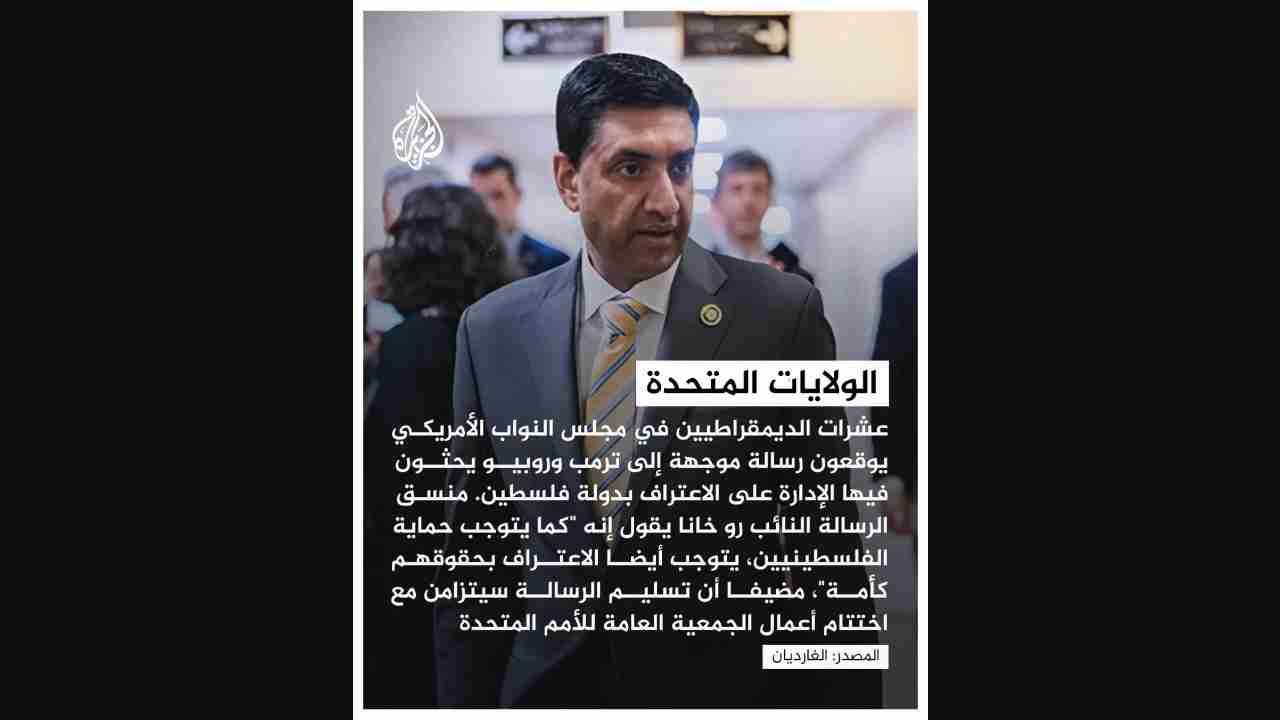 الجزيرة
الولايات المتحدة
عشرات الديمقراطيين في مجلس النواب الأمريكي
يوقعون رسالة موجهة إلى ترمب وروبيو يحثون
فيها الإدارة على الاعتراف بدولة فلسطين. منسق
الرسالة النائب رو خانا يقول إنه "كما يتوجب حماية
الفلسطينيين، يتوجب أيضا الاعتراف بحقوقهم
كأمة"، مضيفا أن تسليم الرسالة سيتزامن مع
اختتام أعمال الجمعية العامة للأمم المتحدة
المصدر: الغارديان